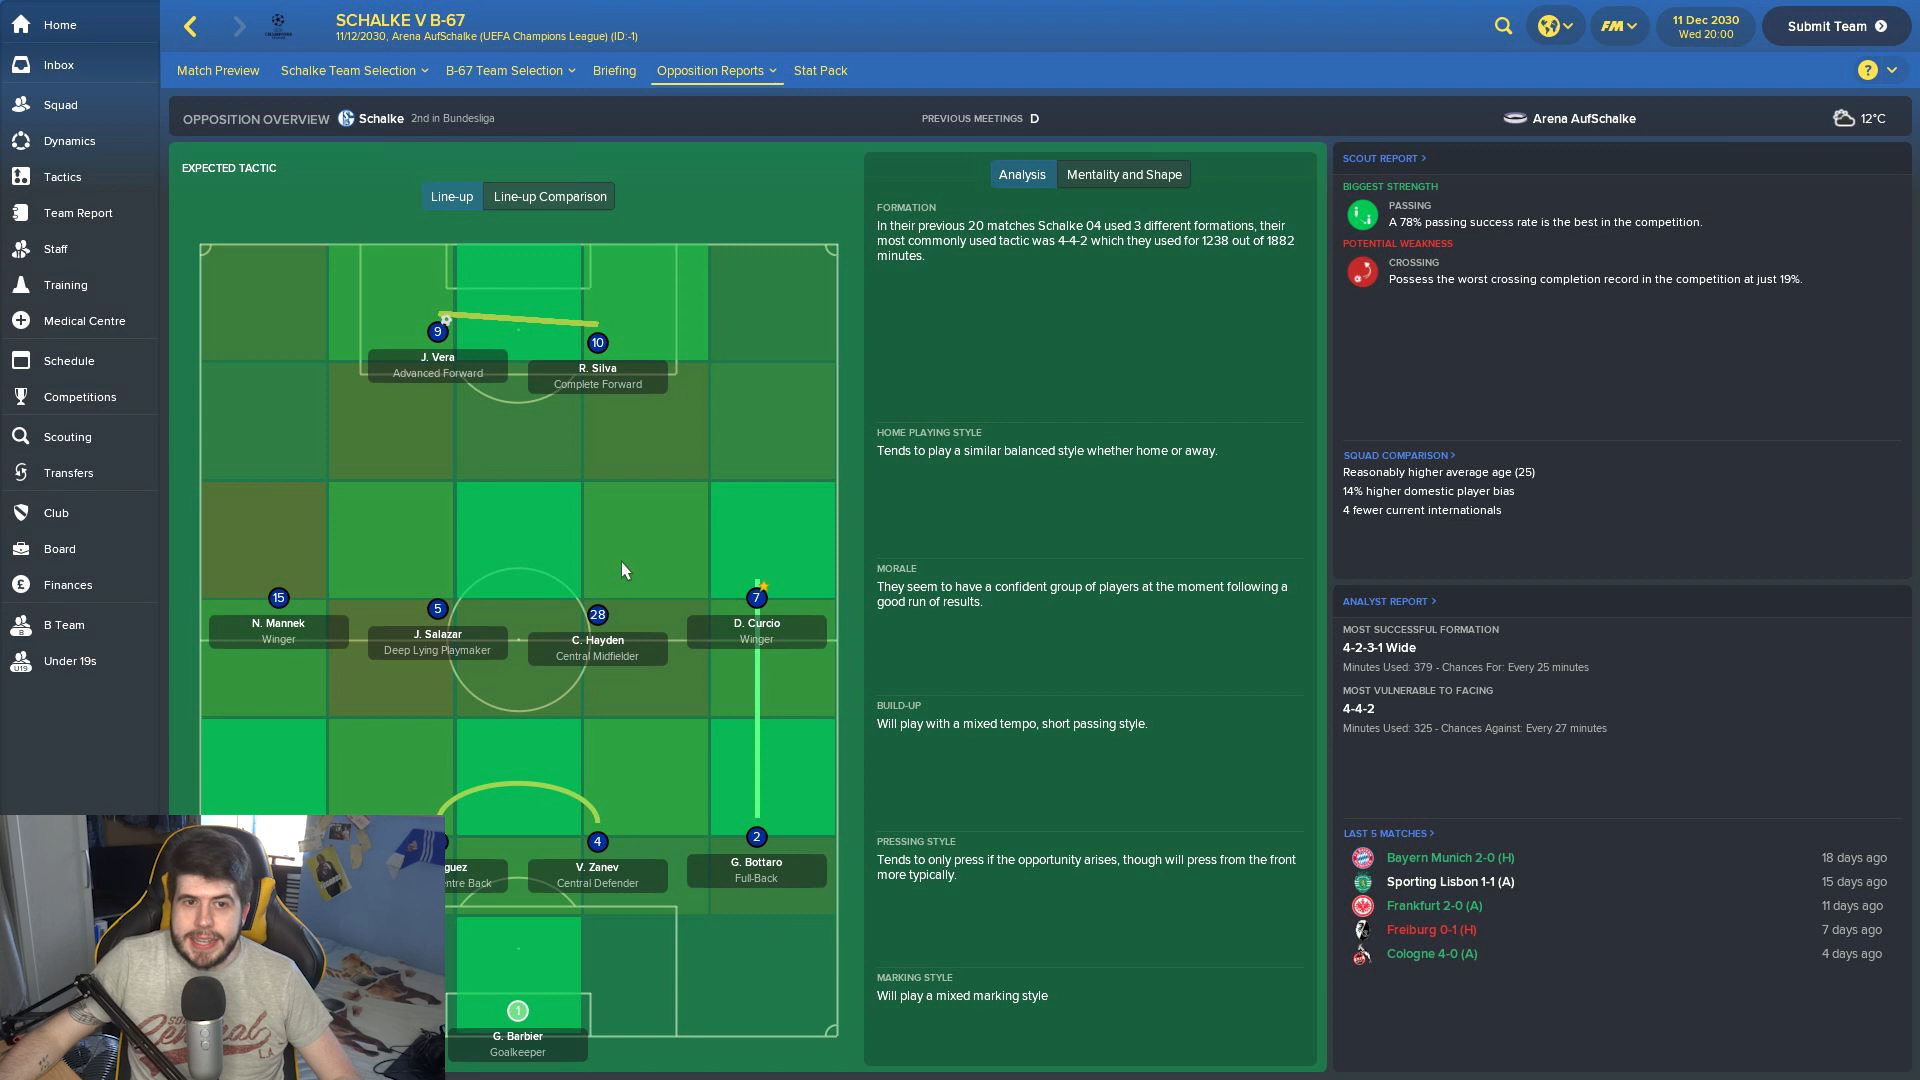 Home
Inbox
Squad
Dynamics
Tactics
Team Report
Staff
Training
Medical Centre
Schedule
Competitions
Scouting
Transfers
Club
Board
Finances
B Team
Under 19s
SCHALKE V B-67
11/12/2030, Arena AufSchalke (UEFA Champions League) (ID:-1)
FM
11 Dec 2030
Wed 20:00
Submit Team
Match Preview
Schalke Team Selection
B-67 Team Selection
Briefing
Opposition Reports
Stat Pack
?
OPPOSITION OVERVIEW
Schalke 2nd in Bundesliga
PREVIOUS MEETINGS D
Arena AufSchalke
12°C
EXPECTED TACTIC
Line-up
Line-up Comparison
9
J. Vera
Advanced Forward
10
R. Silva
Complete Forward
15
N. Mannek
Winger
5
J. Salazar
Deep Lying Playmaker
28
C. Hayden
Central Midfielder
7
D. Curcio
Winger
guez
ntre Back
4
V. Zanev
Central Defender
2
G. Bottaro
Full-Back
1
G. Barbier
Goalkeeper
Analysis
Mentality and Shape
FORMATION
In their previous 20 matches Schalke 04 used 3 different formations, their
most commonly used tactic was 4-4-2 which they used for 1238 out of 1882
minutes.
HOME PLAYING STYLE
Tends to play a similar balanced style whether home or away.
MORALE
They seem to have a confident group of players at the moment following a
good run of results.
BUILD-UP
Will play with a mixed tempo, short passing style.
PRESSING STYLE
Tends to only press if the opportunity arises, though will press from the front
more typically.
MARKING STYLE
Will play a mixed marking style
SCOUT REPORT >
BIGGEST STRENGTH
PASSING
A 78% passing success rate is the best in the competition.
POTENTIAL WEAKNESS
CROSSING
Possess the worst crossing completion record in the competition at just 19%.
SQUAD COMPARISON >
Reasonably higher average age (25)
14% higher domestic player bias
4 fewer current internationals
ANALYST REPORT >
MOST SUCCESSFUL FORMATION
4-2-3-1 Wide
Minutes Used: 379 - Chances For: Every 25 minutes
MOST VULNERABLE TO FACING
4-4-2
Minutes Used: 325 - Chances Against: Every 27 minutes
LAST 5 MATCHES >
Bayern Munich 2-0 (H) 18 days ago
Sporting Lisbon 1-1 (A) 15 days ago
Frankfurt 2-0 (A) 11 days ago
Freiburg 0-1 (H) 7 days ago
Cologne 4-0 (A) 4 days ago